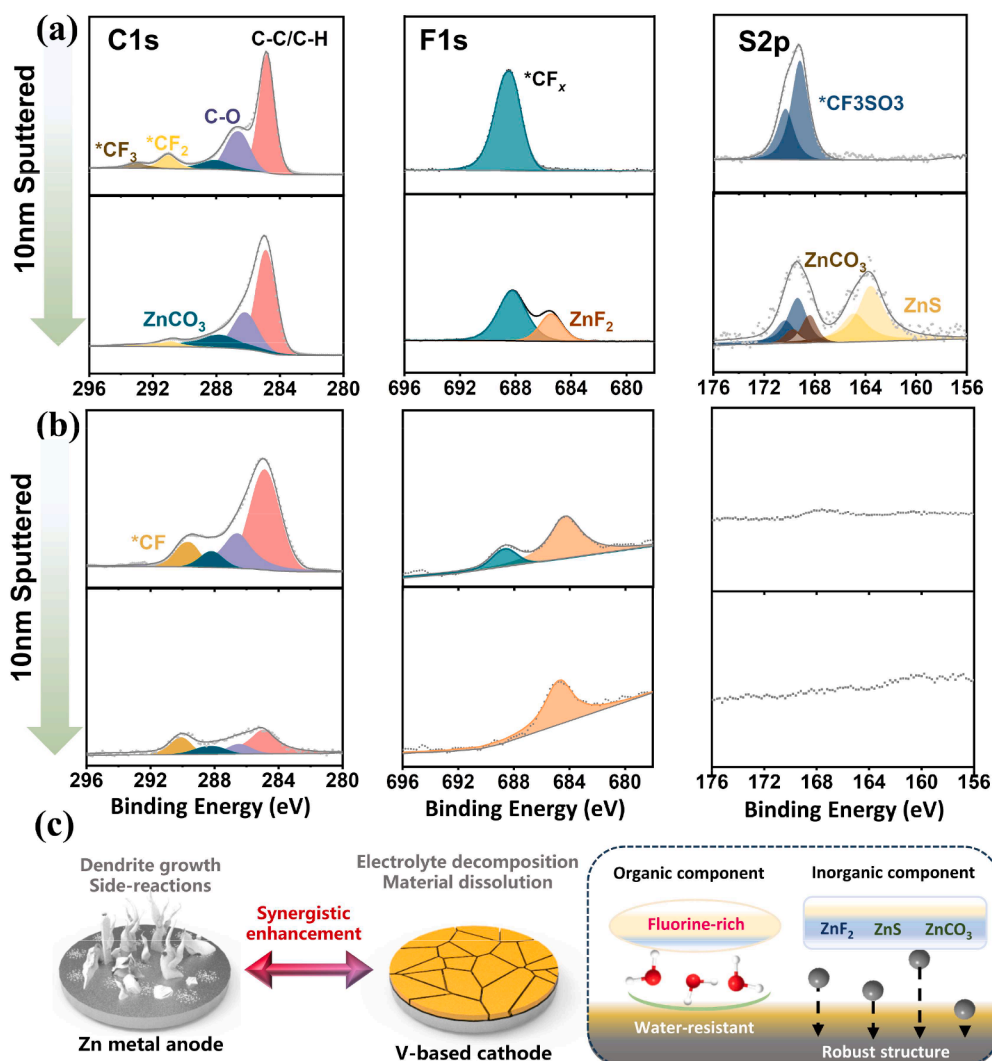 (a)
10nm Sputtered
C1s
C-C/C-H
C-O
*CF2
*CF3
F1s
*CFx
S2p
*CF3SO3
ZnCO3
ZnF2
ZnCO3
ZnS
296 292 288 284 280
696 692 688 684 680
176 172 168 164 160 156
(b)
10nm Sputtered
*CF
296 292 288 284 280
696 692 688 684 680
176 172 168 164 160 156
Binding Energy (eV)
Binding Energy (eV)
Binding Energy (eV)
(c)
Dendrite growth
Side-reactions
Synergistic
enhancement
Zn metal anode
Electrolyte decomposition
Material dissolution
V-based cathode
Organic component
Fluorine-rich
Water-resistant
Inorganic component
ZnF2 ZnS ZnCO3
Robust structure